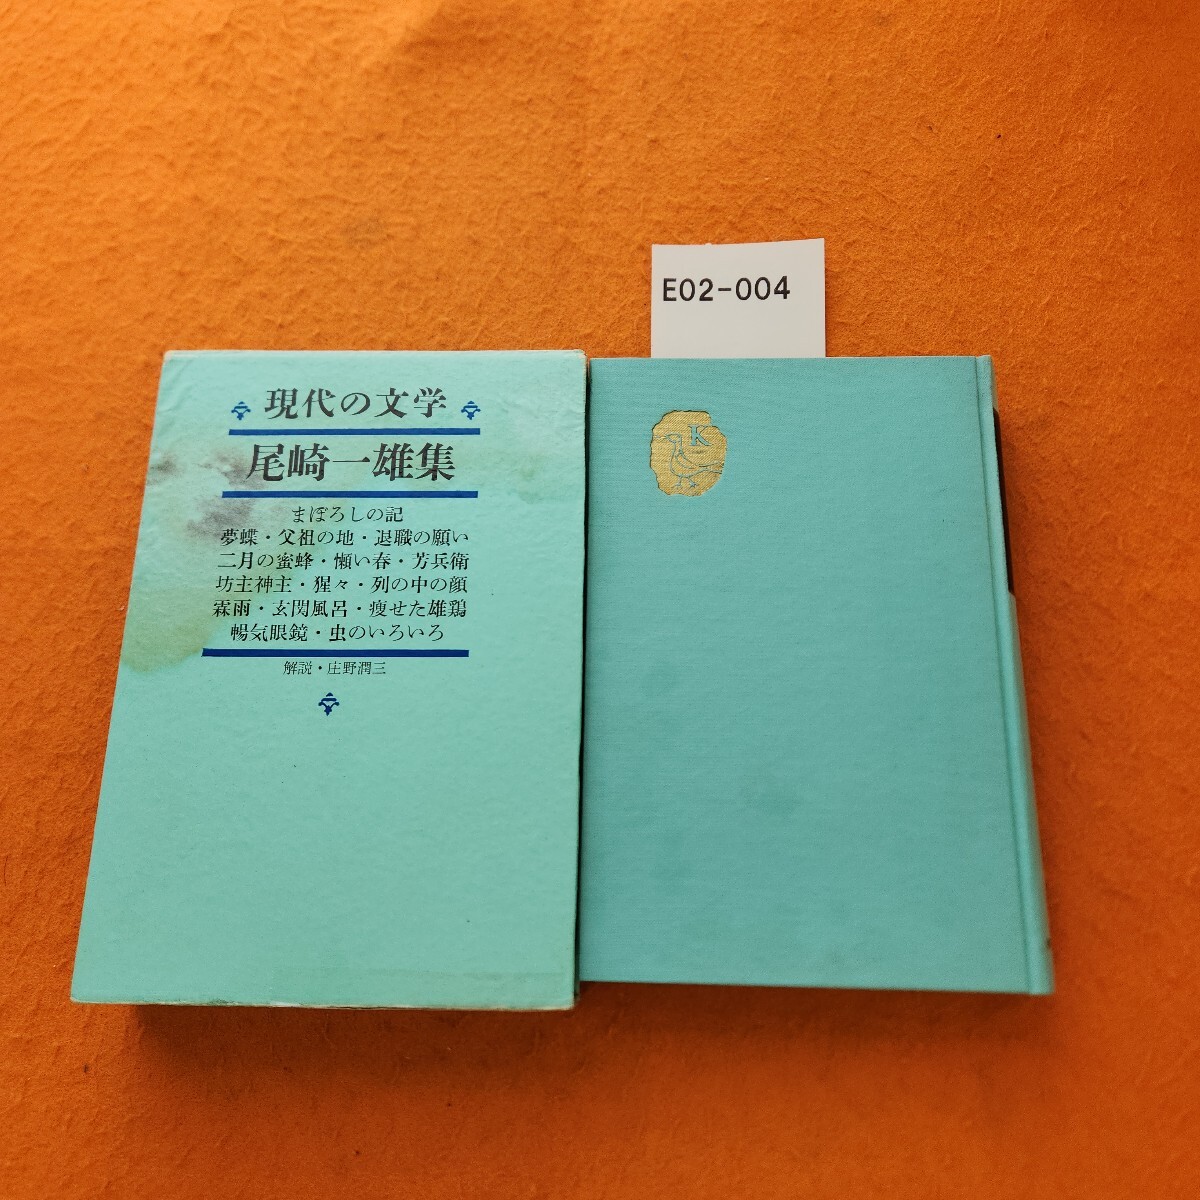 現代の文学
尾崎一雄集
まぼろしの記
夢蝶・父祖の地・退職の願い
二月の蜜蜂・懶い春・芳兵衛
坊主神主・猩々・列の中の顔
霖雨・玄関風呂・痩せた雄鶏
暢気眼鏡・虫のいろいろ
解説・庄野潤三
E02-004
K